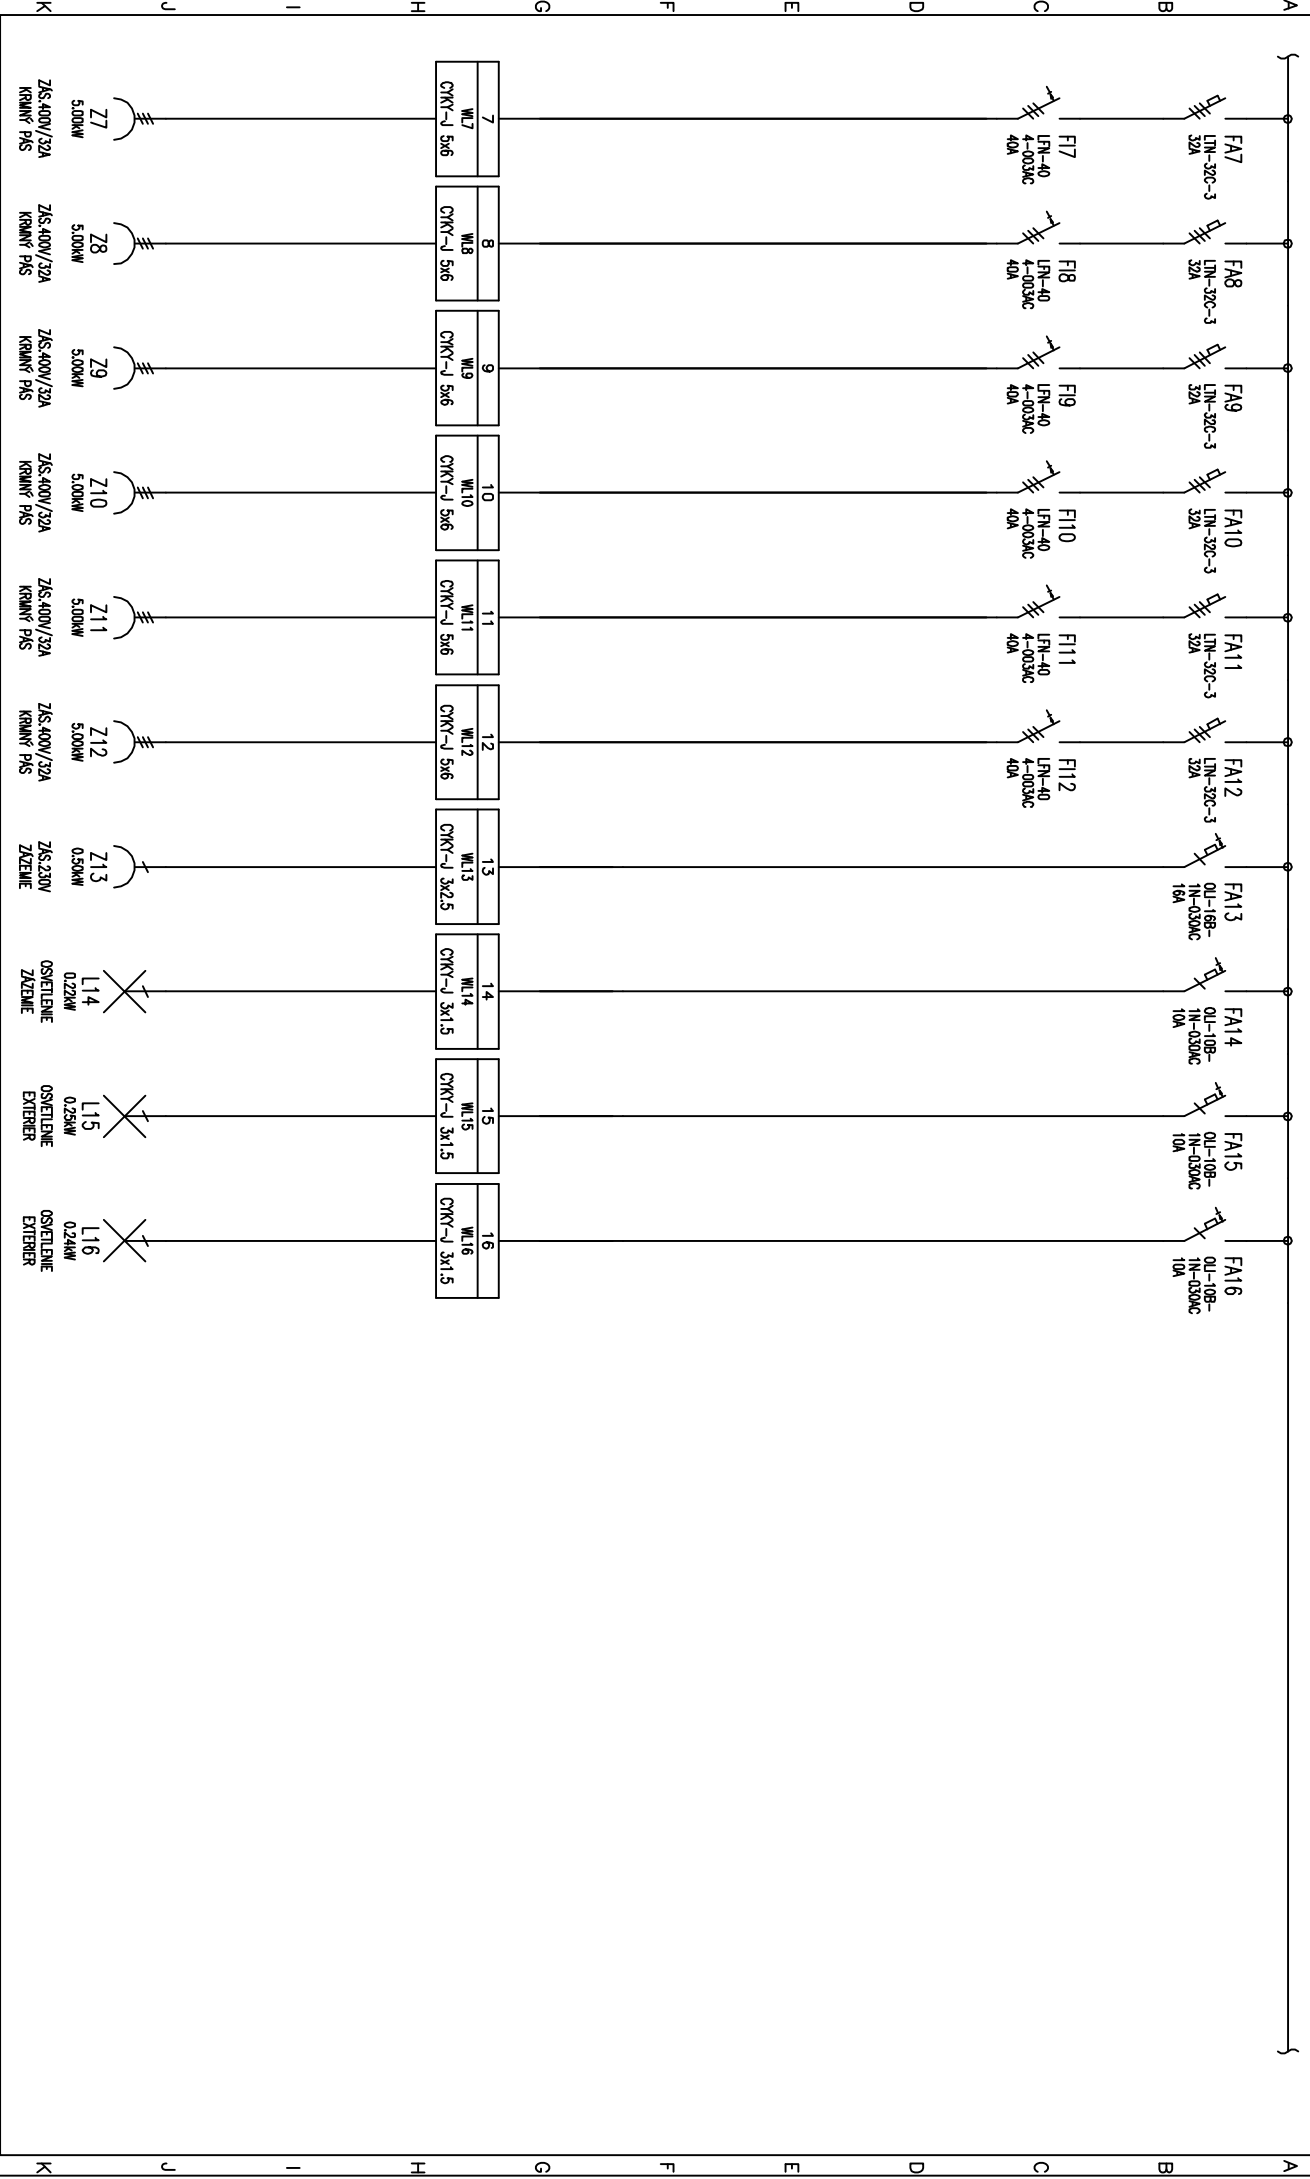 A
B
C
D
E
F
G
H
I
J
K
FA7
LTN-32C-3
32A
FI7
LFN-40
4-003AC
40A
7
WL7
CYKY-J 5x6
Z7
5.00kW
ZÁS.400V/32A
KRMNÝ PÁS
FA8
LTN-32C-3
32A
FI8
LFN-40
4-003AC
40A
8
WL8
CYKY-J 5x6
Z8
5.00kW
ZÁS.400V/32A
KRMNÝ PÁS
FA9
LTN-32C-3
32A
FI9
LFN-40
4-003AC
40A
9
WL9
CYKY-J 5x6
Z9
5.00kW
ZÁS.400V/32A
KRMNÝ PÁS
FA10
LTN-32C-3
32A
FI10
LFN-40
4-003AC
40A
10
WL10
CYKY-J 5x6
Z10
5.00kW
ZÁS.400V/32A
KRMNÝ PÁS
FA11
LTN-32C-3
32A
FI11
LFN-40
4-003AC
40A
11
WL11
CYKY-J 5x6
Z11
5.00kW
ZÁS.400V/32A
KRMNÝ PÁS
FA12
LTN-32C-3
32A
FI12
LFN-40
4-003AC
40A
12
WL12
CYKY-J 5x6
Z12
5.00kW
ZÁS.400V/32A
KRMNÝ PÁS
FA13
OLI-16B-
1N-030AC
16A
13
WL13
CYKY-J 3x2.5
Z13
0.50kW
ZÁS.230V
ZÁZEMIE
FA14
OLI-10B-
1N-030AC
10A
14
WL14
CYKY-J 3x1.5
L14
0.22kW
OSVETLENIE
ZÁZEMIE
FA15
OLI-10B-
1N-030AC
10A
15
WL15
CYKY-J 3x1.5
L15
0.25kW
OSVETLENIE
EXTERIER
FA16
OLI-10B-
1N-030AC
10A
16
WL16
CYKY-J 3x1.5
L16
0.24kW
OSVETLENIE
EXTERIER
A
B
C
D
E
F
G
H
I
J
K